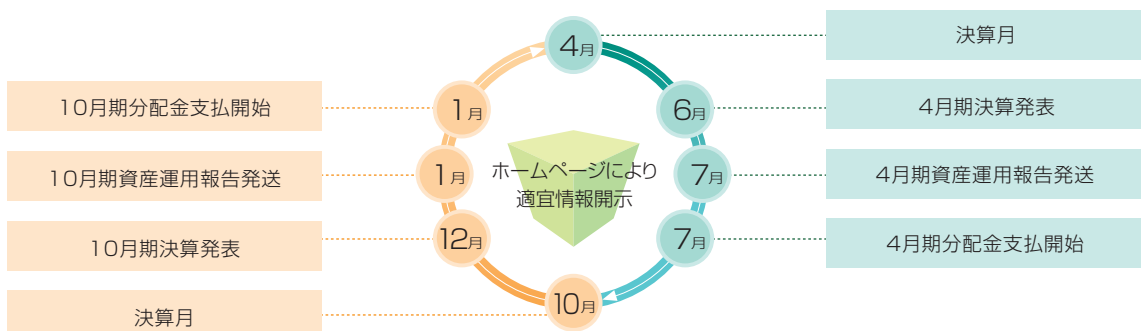 4月
決算月
6月
4月期決算発表
7月
4月期資産運用報告発送
7月
4月期分配金支払開始
10月
決算月
12月
10月期決算発表
1月
10月期資産運用報告発送
1月
10月期分配金支払開始
ホームページにより
適宜情報開示